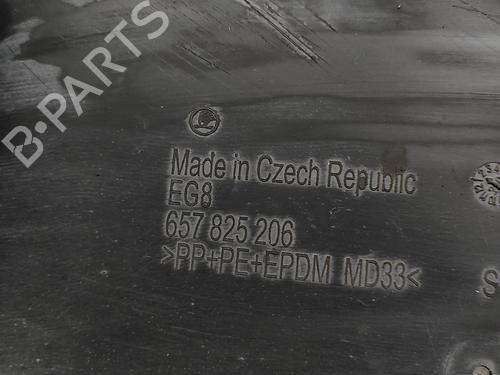 B-PARTS
Made in Czech Republic
EG8
657 825 206
>PP+PE+EPDM MD33<
S